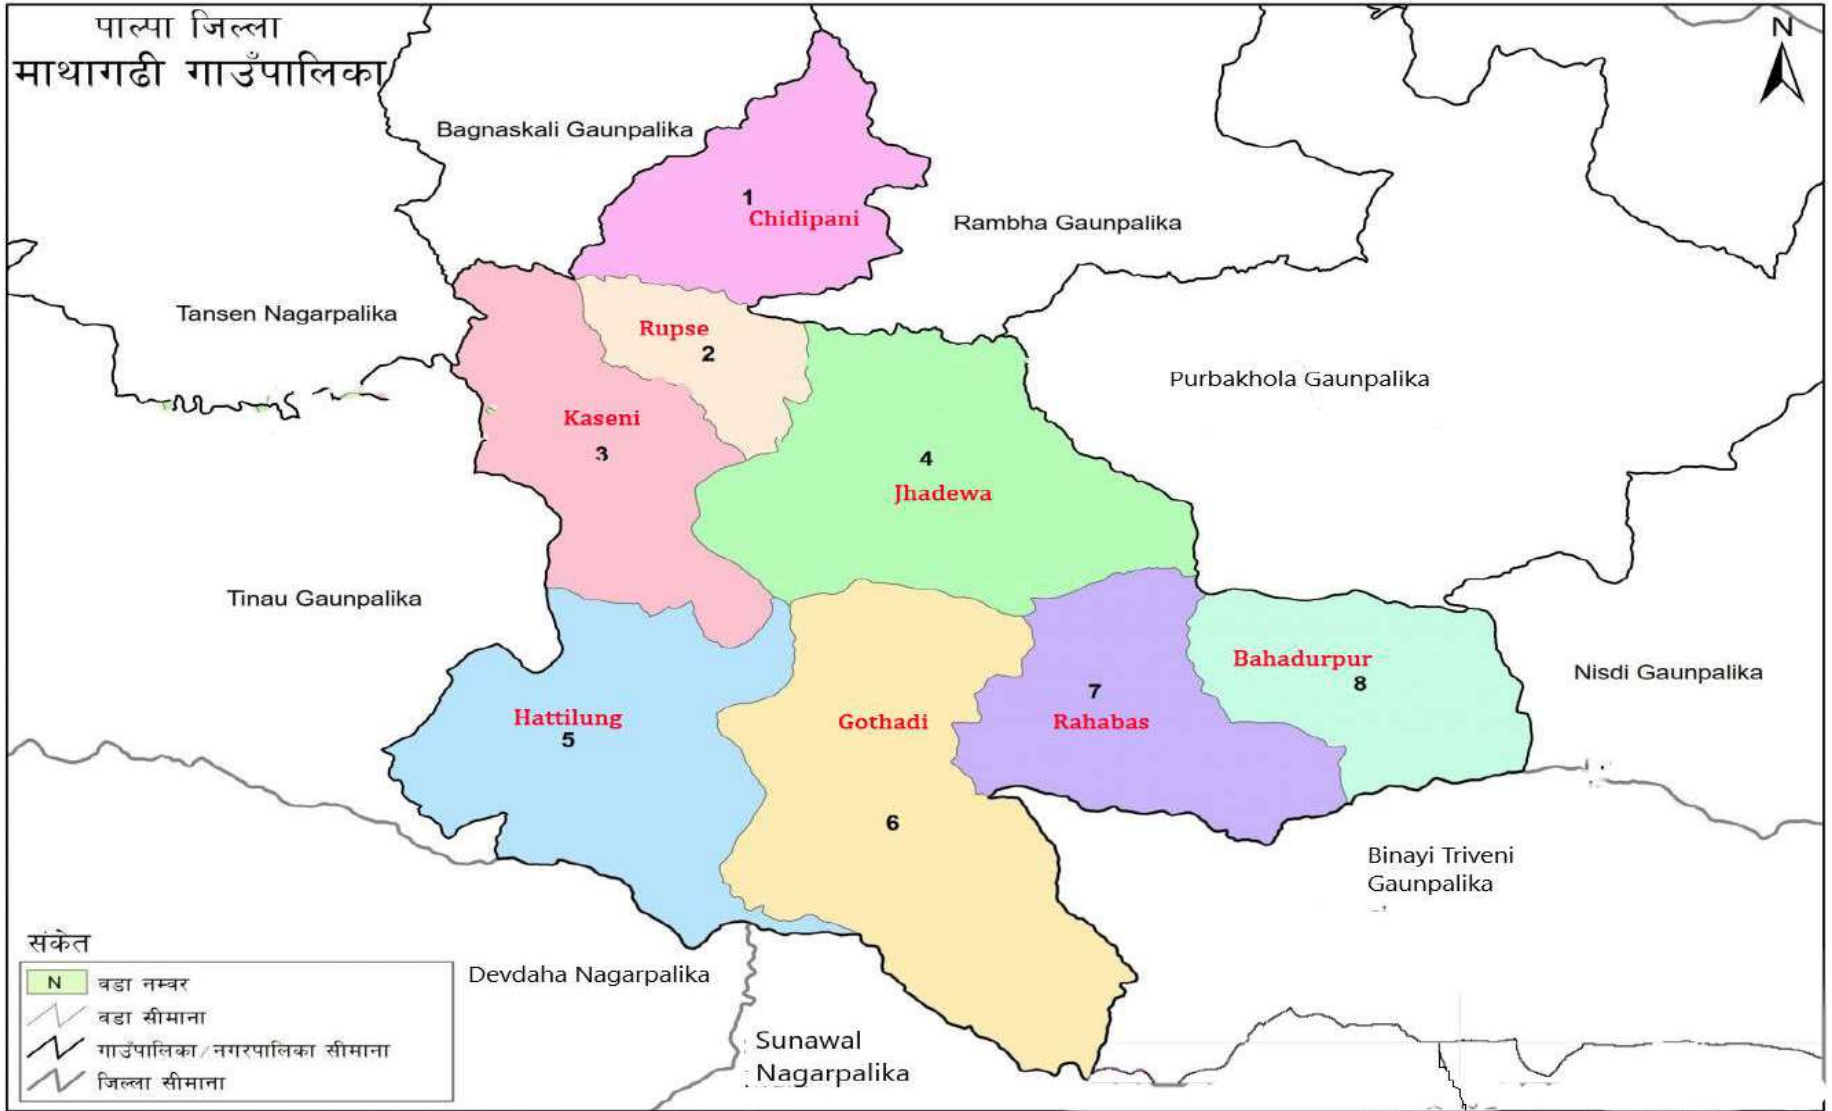 पाल्पा जिल्ला
माथागढी गाउँपालिका
N
Bagnaskali Gaunpalika
1
Chidipani
Rambha Gaunpalika
Tansen Nagarpalika
Rupse
2
Purbakhola Gaunpalika
Kaseni
3
4
Jhadewa
Tinau Gaunpalika
Bahadurpur
8
Nisdi Gaunpalika
7
Rahabas
Hattilung
5
Gothadi
6
Binayi Triveni
Gaunpalika
Devdaha Nagarpalika
Sunawal
Nagarpalika
संकेत
N वडा नम्वर
वडा सीमाना
गाउँपालिका/नगरपालिका सीमाना
जिल्ला सीमाना